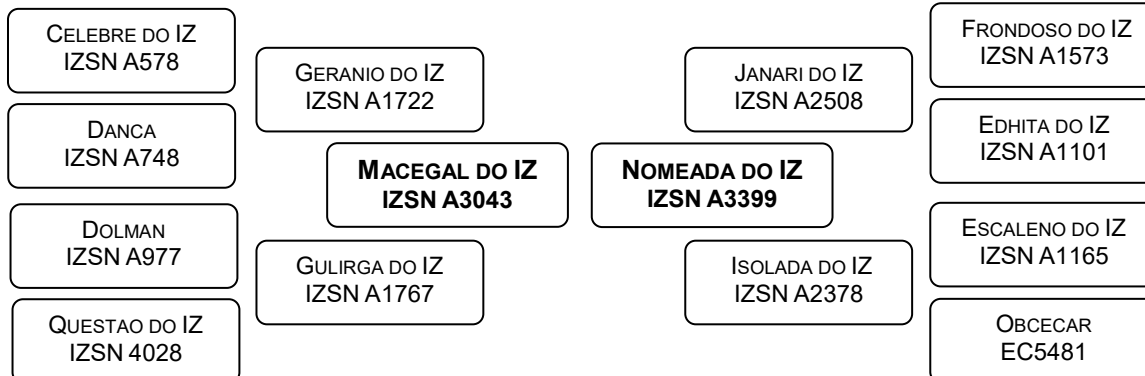 CELEBRE DO IZ
IZSN A578
DANCA
IZSN A748
DOLMAN
IZSN A977
QUESTAO DO IZ
IZSN 4028
GERANIO DO IZ
IZSN A1722
GULIRGA DO IZ
IZSN A1767
MACEGAL DO IZ
IZSN A3043
NOMEADA DO IZ
IZSN A3399
JANARI DO IZ
IZSN A2508
ISOLADA DO IZ
IZSN A2378
FRONDOSO DO IZ
IZSN A1573
EDHITA DO IZ
IZSN A1101
ESCALENO DO IZ
IZSN A1165
OBCECAR
EC5481